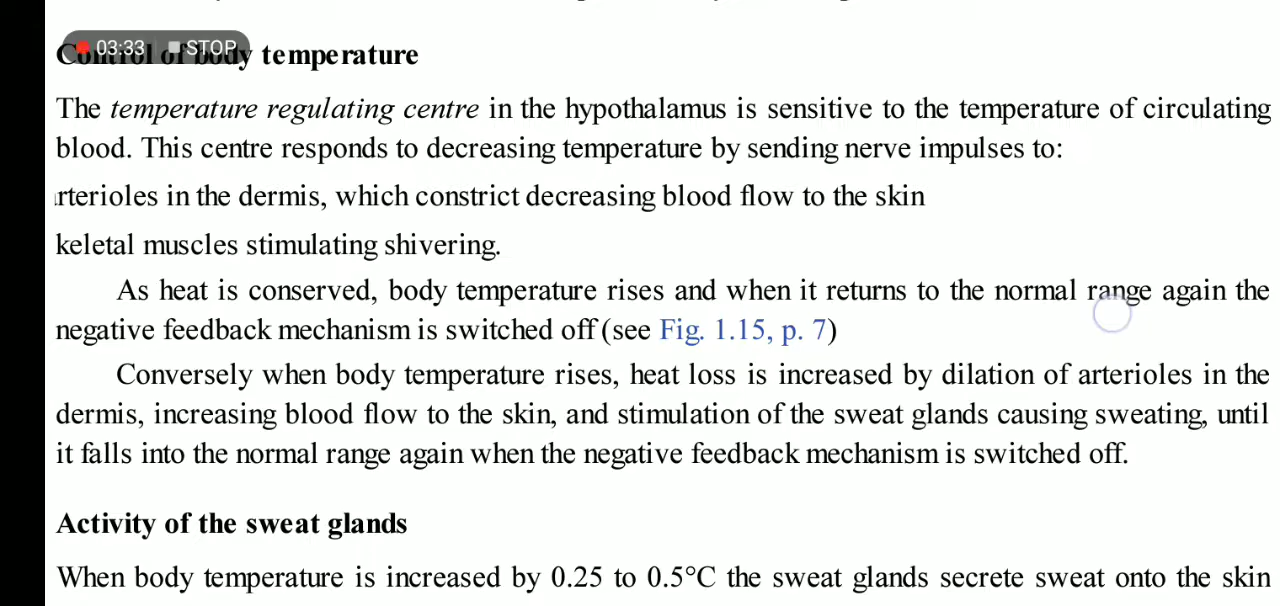 03:33 STOP
Control of body temperature
The temperature regulating centre in the hypothalamus is sensitive to the temperature of circulating
blood. This centre responds to decreasing temperature by sending nerve impulses to:
rterioles in the dermis, which constrict decreasing blood flow to the skin
keletal muscles stimulating shivering.
As heat is conserved, body temperature rises and when it returns to the normal range again the
negative feedback mechanism is switched off (see Fig. 1.15, p. 7)
Conversely when body temperature rises, heat loss is increased by dilation of arterioles in the
dermis, increasing blood flow to the skin, and stimulation of the sweat glands causing sweating, until
it falls into the normal range again when the negative feedback mechanism is switched off.
Activity of the sweat glands
When body temperature is increased by 0.25 to 0.5°C the sweat glands secrete sweat onto the skin